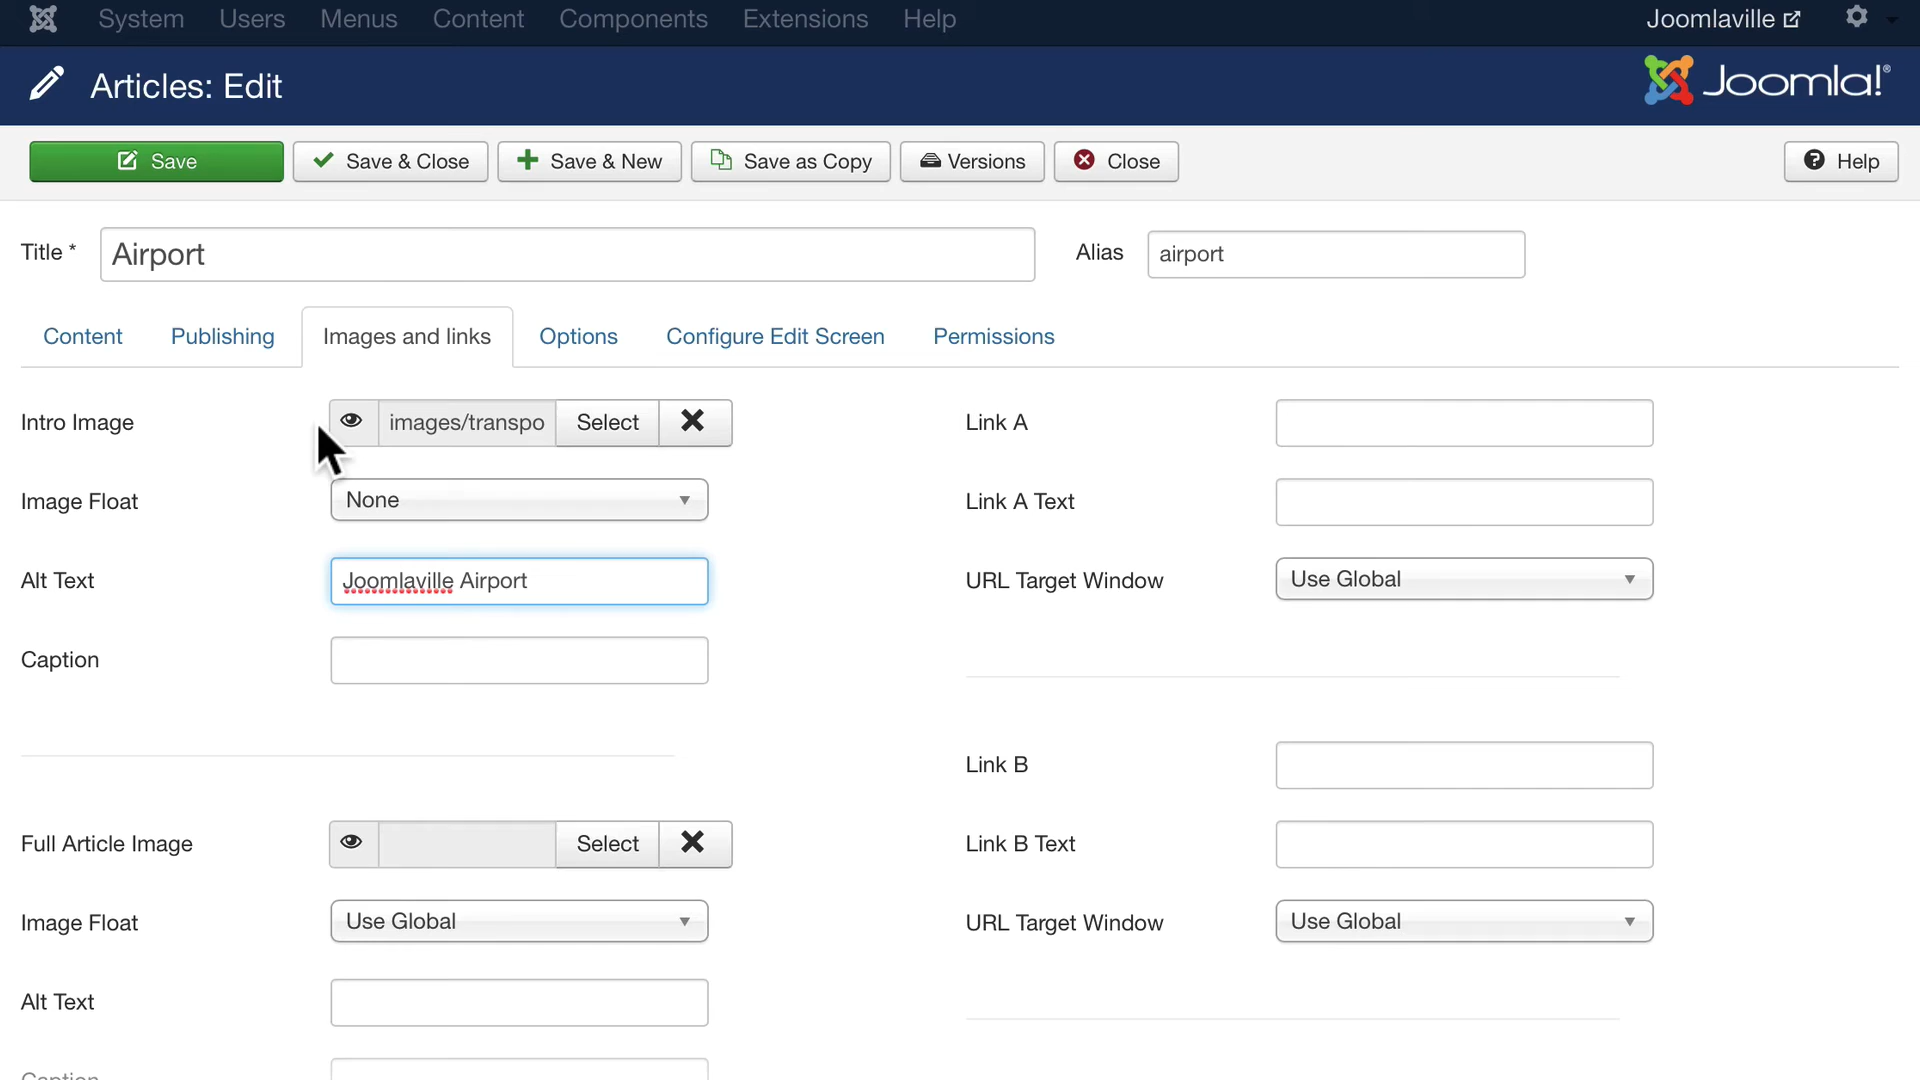 System Users Menus Content Components Extensions Help Joomlaville
Articles: Edit Joomla!®
Save Save & Close Save & New Save as Copy Versions Close Help
Title * Airport Alias airport
Content Publishing Images and links Options Configure Edit Screen Permissions
Intro Image images/transpo Select Link A
Image Float None Link A Text
Alt Text Joomlaville Airport URL Target Window Use Global
Caption
Link B
Full Article Image Select Link B Text
Image Float Use Global URL Target Window Use Global
Alt Text
Caption